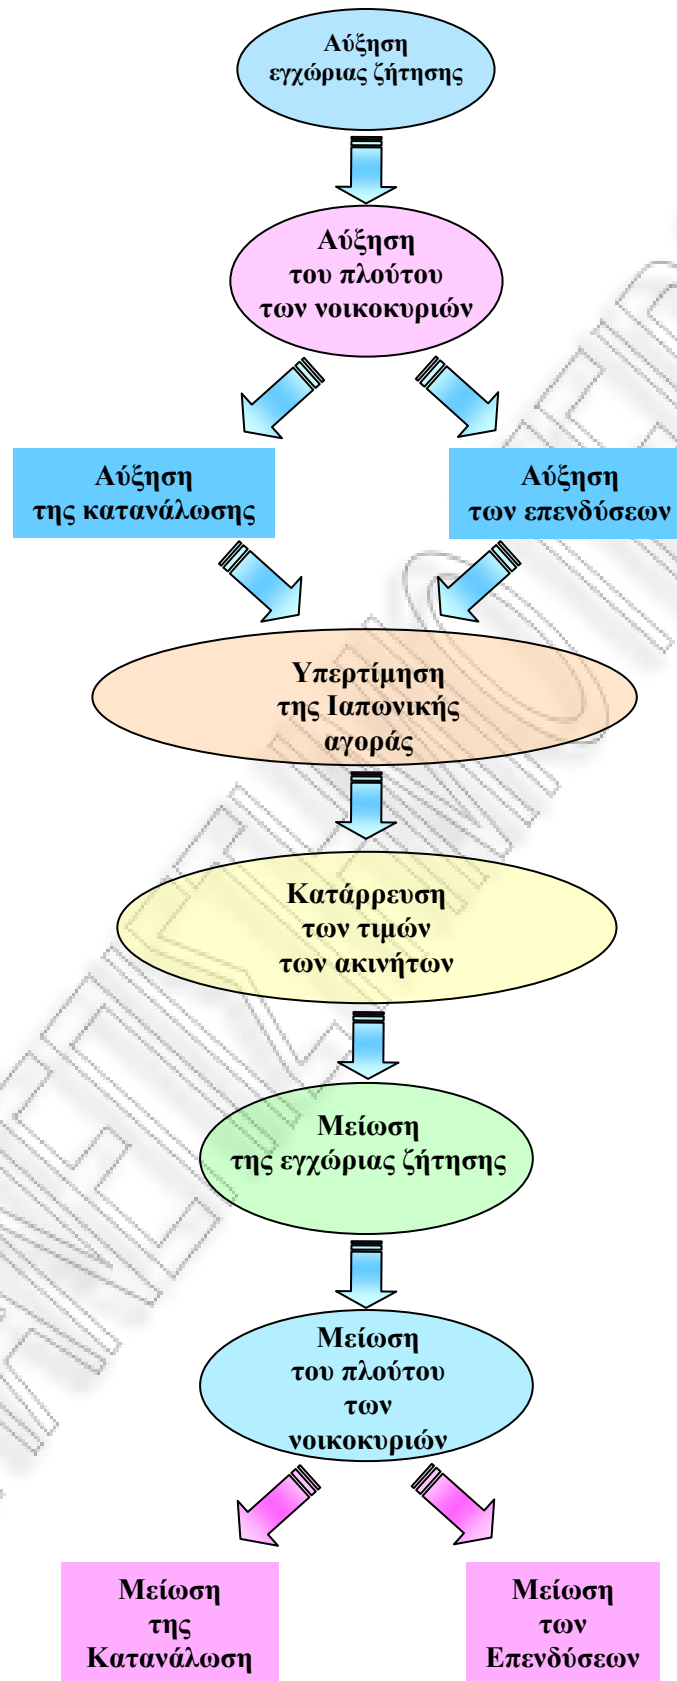 Αύξηση
εγχώριας ζήτησης
Αύξηση
του πλούτου
των νοικοκυριών
Αύξηση
της κατανάλωσης
Αύξηση
των επενδύσεων
Υπερτίμηση
της Ιαπωνικής
αγοράς
Κατάρρευση
των τιμών
των ακινήτων
Μείωση
της εγχώριας ζήτησης
Μείωση
του πλούτου
των
νοικοκυριών
Μείωση
της
Κατανάλωση
Μείωση
των
Επενδύσεων